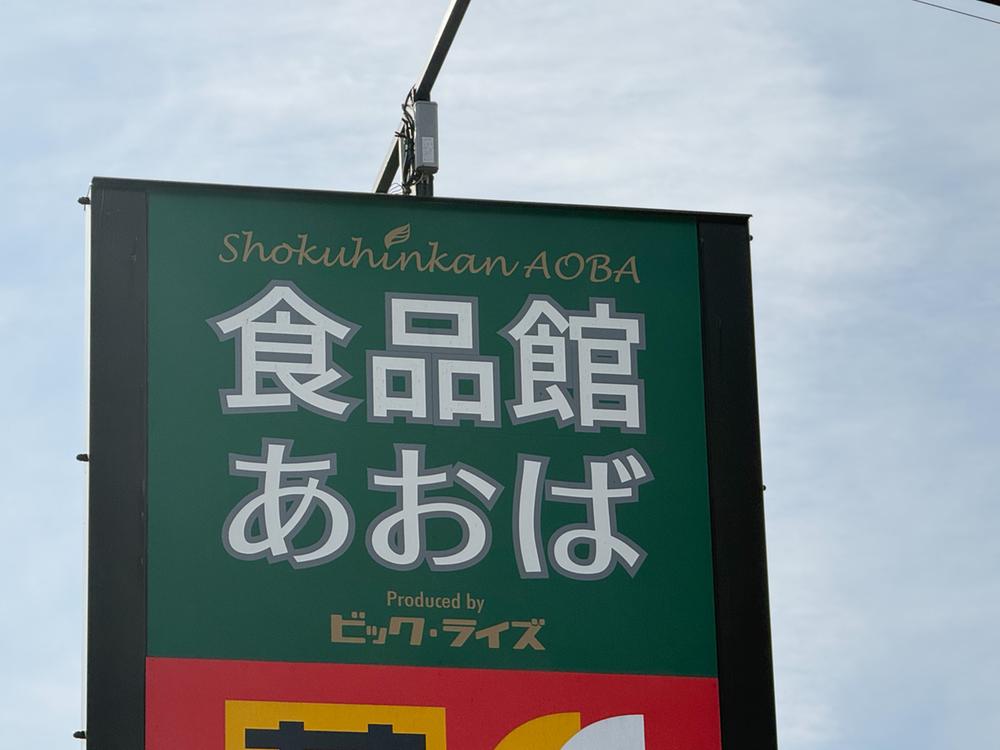 Shokuhinkan AOBA
食品館
あおば
Produced by
ビック・ライズ